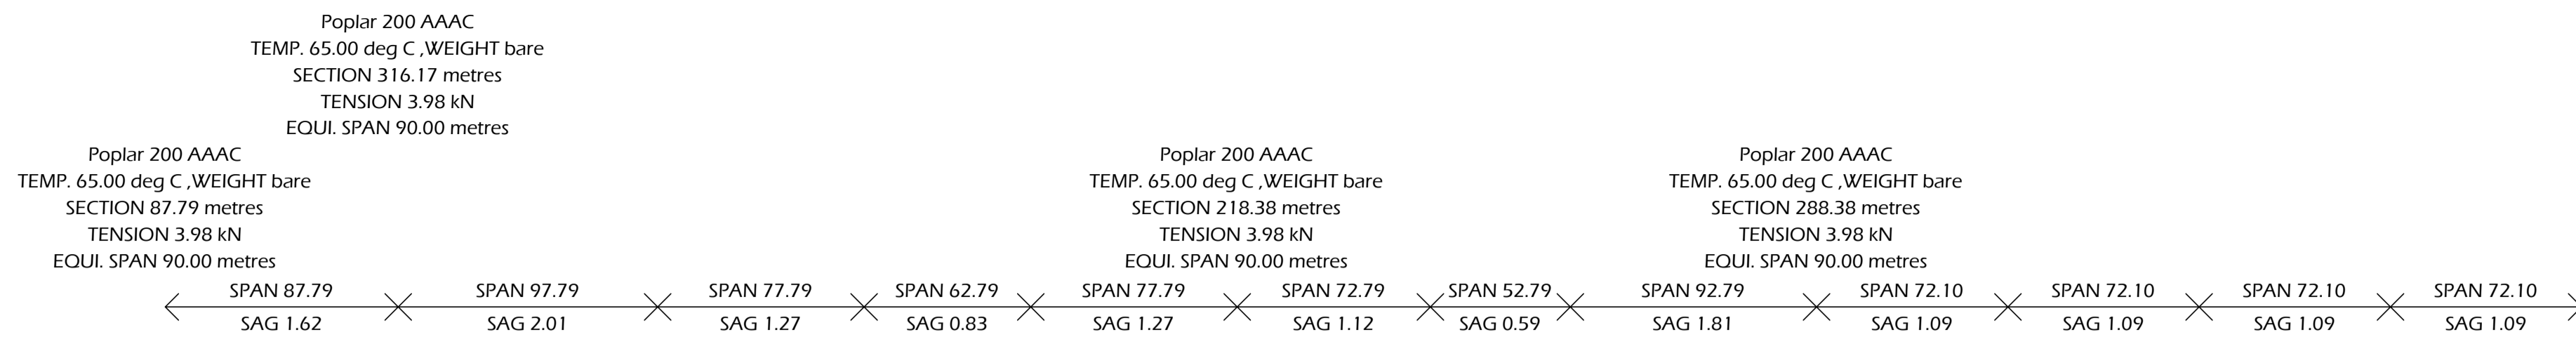 Poplar 200 AAAC
TEMP. 65.00 deg C ,WEIGHT bare
SECTION 316.17 metres
TENSION 3.98 kN
EQUI. SPAN 90.00 metres
Poplar 200 AAAC
TEMP. 65.00 deg C ,WEIGHT bare
SECTION 87.79 metres
TENSION 3.98 kN
EQUI. SPAN 90.00 metres
Poplar 200 AAAC
TEMP. 65.00 deg C ,WEIGHT bare
SECTION 218.38 metres
TENSION 3.98 kN
EQUI. SPAN 90.00 metres
Poplar 200 AAAC
TEMP. 65.00 deg C ,WEIGHT bare
SECTION 288.38 metres
TENSION 3.98 kN
EQUI. SPAN 90.00 metres
SPAN 87.79 SPAN 97.79 SPAN 77.79 SPAN 62.79 SPAN 77.79 SPAN 72.79 SPAN 52.79 SPAN 92.79 SPAN 72.10 SPAN 72.10 SPAN 72.10 SPAN 72.10
SAG 1.62 SAG 2.01 SAG 1.27 SAG 0.83 SAG 1.27 SAG 1.12 SAG 0.59 SAG 1.81 SAG 1.09 SAG 1.09 SAG 1.09 SAG 1.09